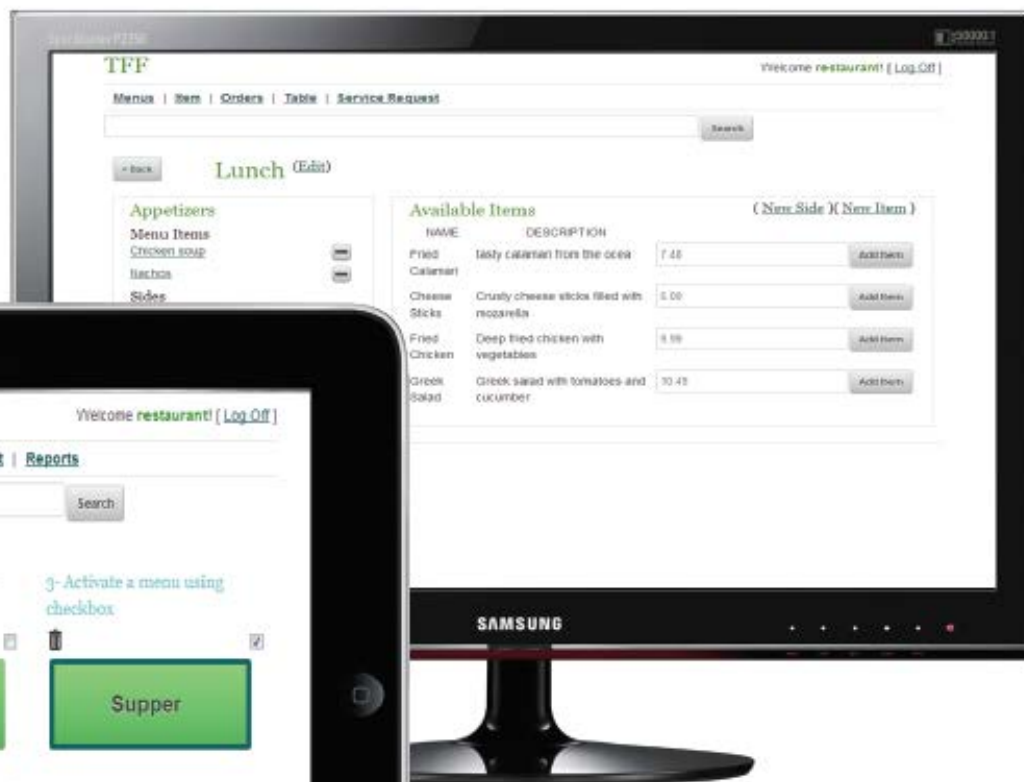 TFF
Welcome restaurant! [ Log Off ]
Menus | Item | Orders | Table | Service Request
Search
< Back
Lunch (Edit)
Appetizers
Menu Items
Chicken soup
Nachos
Sides
Available Items
( New Side )( New Item )
NAME DESCRIPTION
Fried Calamari tasty calamari from the ocea 7.48 Add Item
Cheese Sticks Crusty cheese sticks filled with mozarella Add Item
Fried Chicken Deep fried chicken with vegetables 9.99 Add Item
Greek Salad Greek sarad with tomatoes and cucumber 10.49 Add Item
SAMSUNG
Welcome restaurant! [ Log Off ]
| Reports
Search
3- Activate a menu using
checkbox
Supper